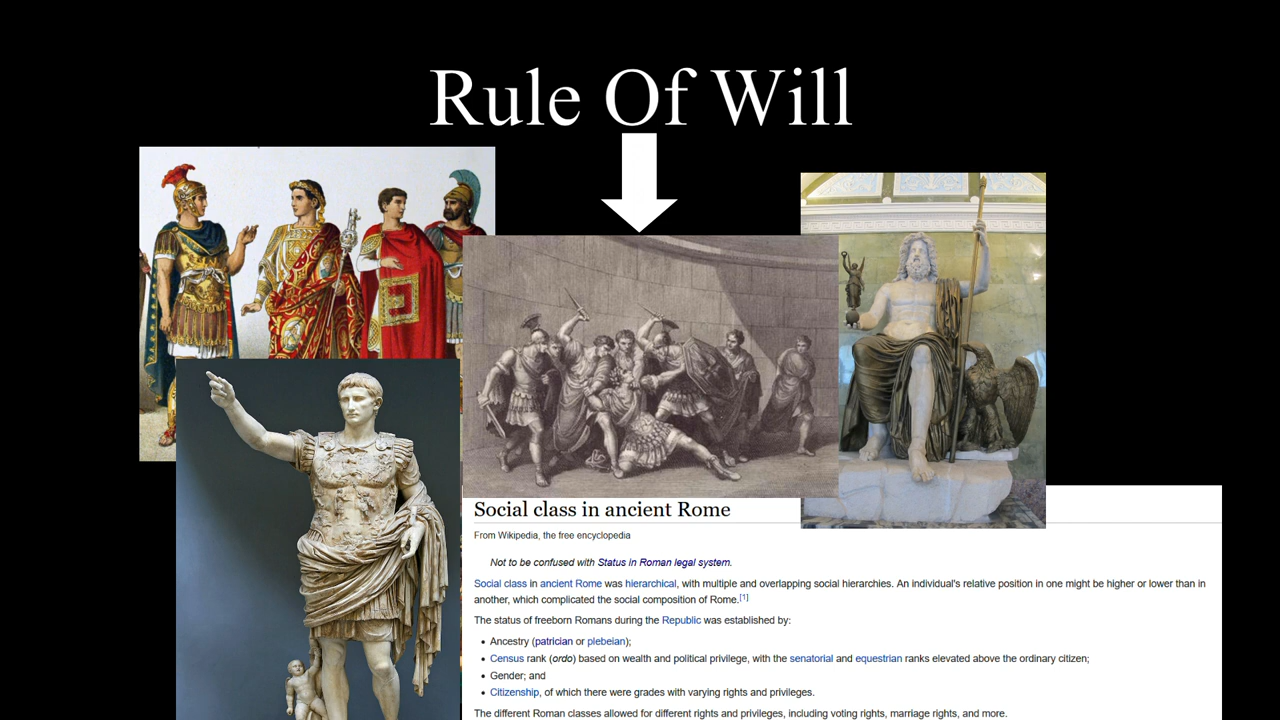 Rule Of Will
Social class in ancient Rome
From Wikipedia, the free encyclopedia
Not to be confused with Status in Roman legal system.
Social class in ancient Rome was hierarchical, with multiple and overlapping social hierarchies. An individual's relative position in one might be higher or lower than in
another, which complicated the social composition of Rome.[1]
The status of freeborn Romans during the Republic was established by:
• Ancestry (patrician or plebeian);
• Census rank (ordo) based on wealth and political privilege, with the senatorial and equestrian ranks elevated above the ordinary citizen;
• Gender; and
• Citizenship, of which there were grades with varying rights and privileges.
The different Roman classes allowed for different rights and privileges, including voting rights, marriage rights, and more.